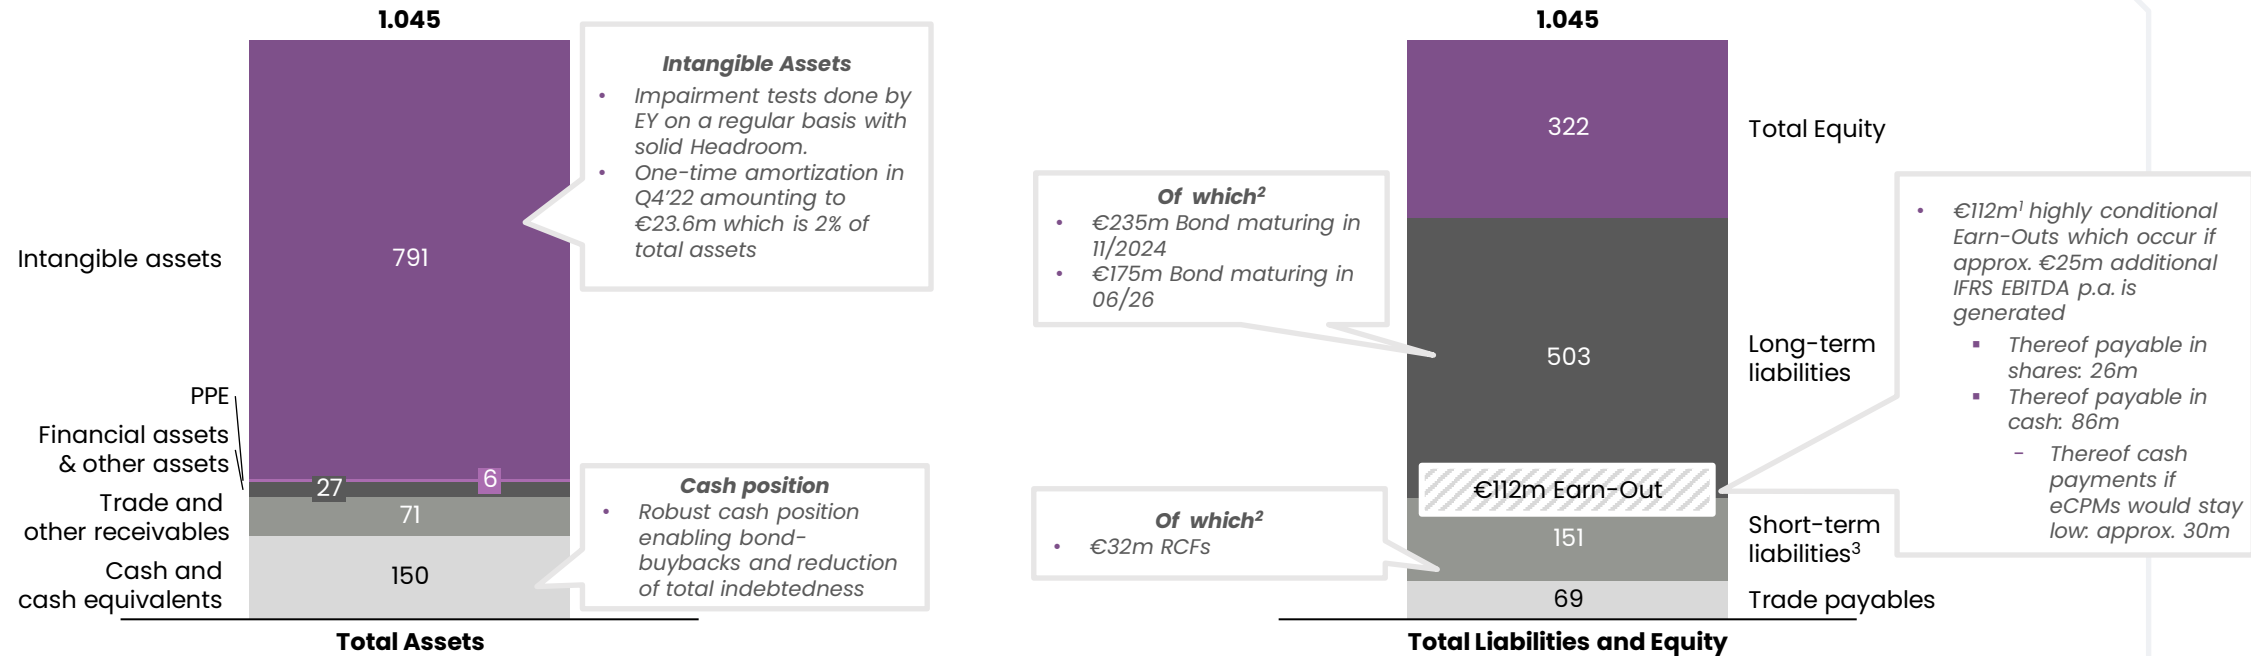 1.045
Intangible Assets
• Impairment tests done by
EY on a regular basis with
solid Headroom.
• One-time amortization in
Q4’22 amounting to
€23.6m which is 2% of
total assets
Intangible assets
791
PPE
Financial assets
& other assets
27
6
Trade and
other receivables
71
Cash and
cash equivalents
150
Cash position
• Robust cash position
enabling bond-
buybacks and reduction
of total indebtedness
Total Assets
1.045
322
Total Equity
Of which²
• €235m Bond maturing in
11/2024
• €175m Bond maturing in
06/26
503
Long-term
liabilities
• €112m¹ highly conditional
Earn-Outs which occur if
approx. €25m additional
IFRS EBITDA p.a. is
generated
▪ Thereof payable in
shares: 26m
▪ Thereof payable in
cash: 86m
- Thereof cash
payments if
eCPMs would stay
low: approx. 30m
€112m Earn-Out
Of which²
• €32m RCFs
151
Short-term
liabilities³
69
Trade payables
Total Liabilities and Equity